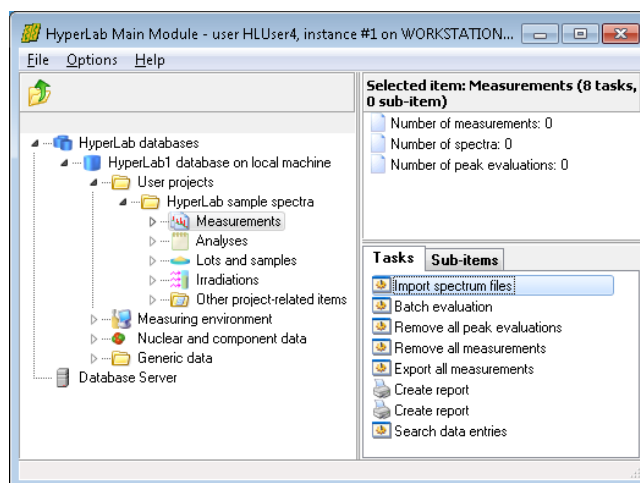 HyperLab Main Module - user HLUser4, instance #1 on WORKSTATION...
File Options Help
HyperLab databases
HyperLab1 database on local machine
User projects
HyperLab sample spectra
Measurements
Analyses
Lots and samples
Irradiations
Other project-related items
Measuring environment
Nuclear and component data
Generic data
Database Server
Selected item: Measurements (8 tasks,
0 sub-item)
Number of measurements: 0
Number of spectra: 0
Number of peak evaluations: 0
Tasks Sub-items
Import spectrum files
Batch evaluation
Remove all peak evaluations
Remove all measurements
Export all measurements
Create report
Create report
Search data entries